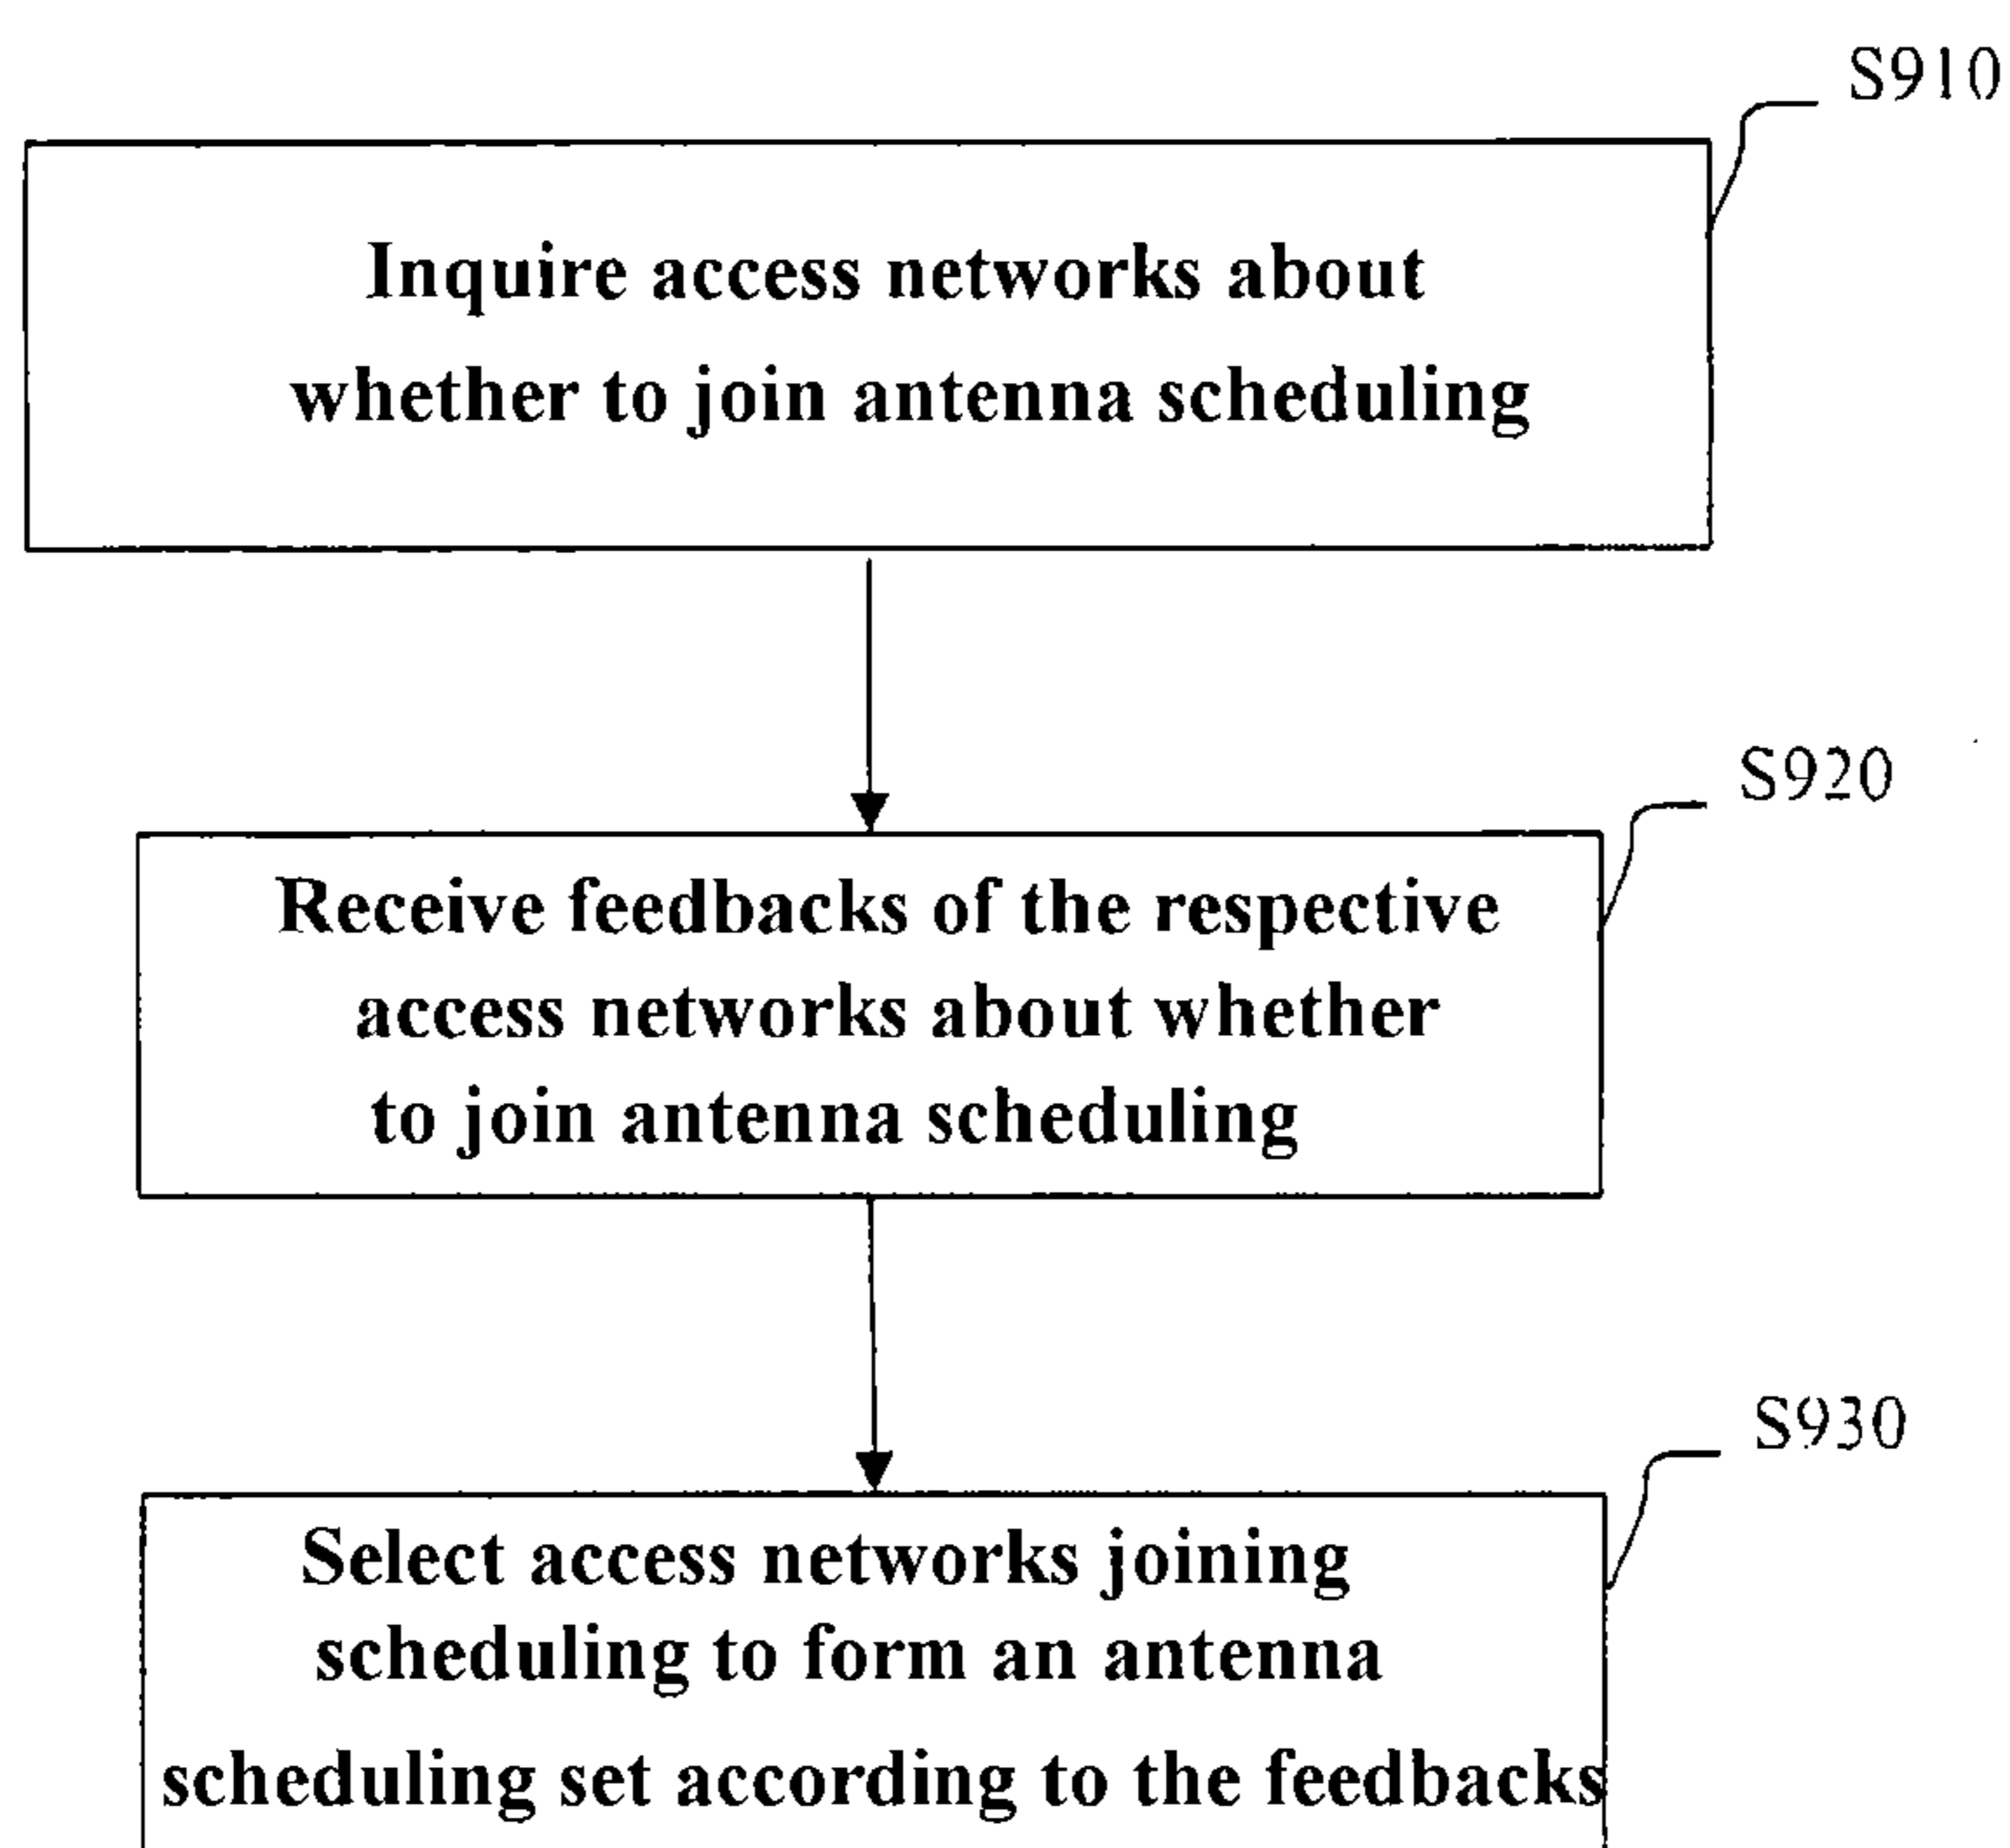 S910
Inquire access networks about
whether to join antenna scheduling
S920
Receive feedbacks of the respective
access networks about whether
to join antenna scheduling
S930
Select access networks joining
scheduling to form an antenna
scheduling set according to the feedbacks